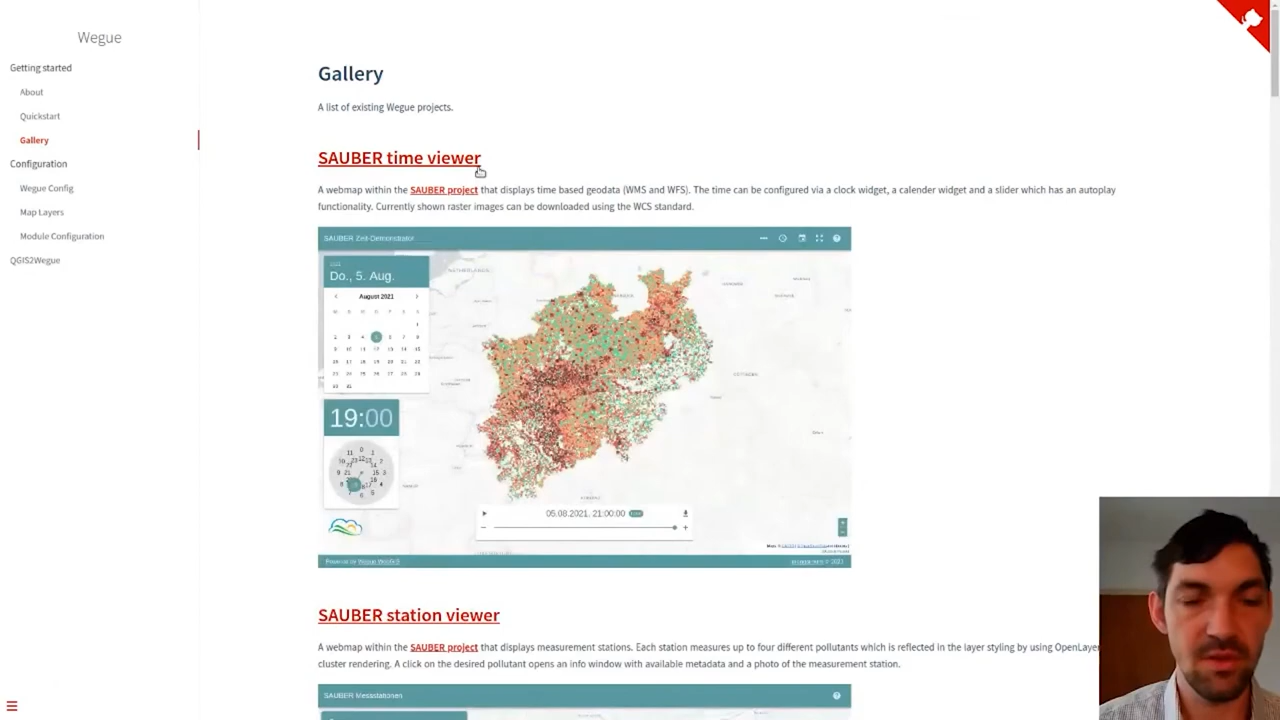 Wegue
Getting started
About
Quickstart
Gallery
Configuration
Wegue Config
Map Layers
Module Configuration
QGIS2Wegue
Gallery
A list of existing Wegue projects.
SAUBER time viewer
A webmap within the SAUBER project that displays time based geodata (WMS and WFS). The time can be configured via a clock widget, a calender widget and a slider which has an autoplay
functionality. Currently shown raster images can be downloaded using the WCS standard.
SAUBER Zeit-Demonstrator
Do., 5. Aug.
August 2021
19:00
05.08.2021, 21:00:00
Powered by Wegue WebGIS
SAUBER station viewer
A webmap within the SAUBER project that displays measurement stations. Each station measures up to four different pollutants which is reflected in the layer styling by using OpenLayer
cluster rendering. A click on the desired pollutant opens an info window with available metadata and a photo of the measurement station.
SAUBER Messstationen